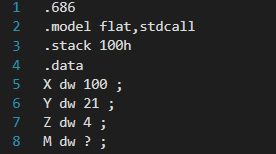 1 .686
2 .model flat,stdcall
3 .stack 100h
4 .data
5 X dw 100 ;
6 Y dw 21 ;
7 Z dw 4 ;
8 M dw ? ;